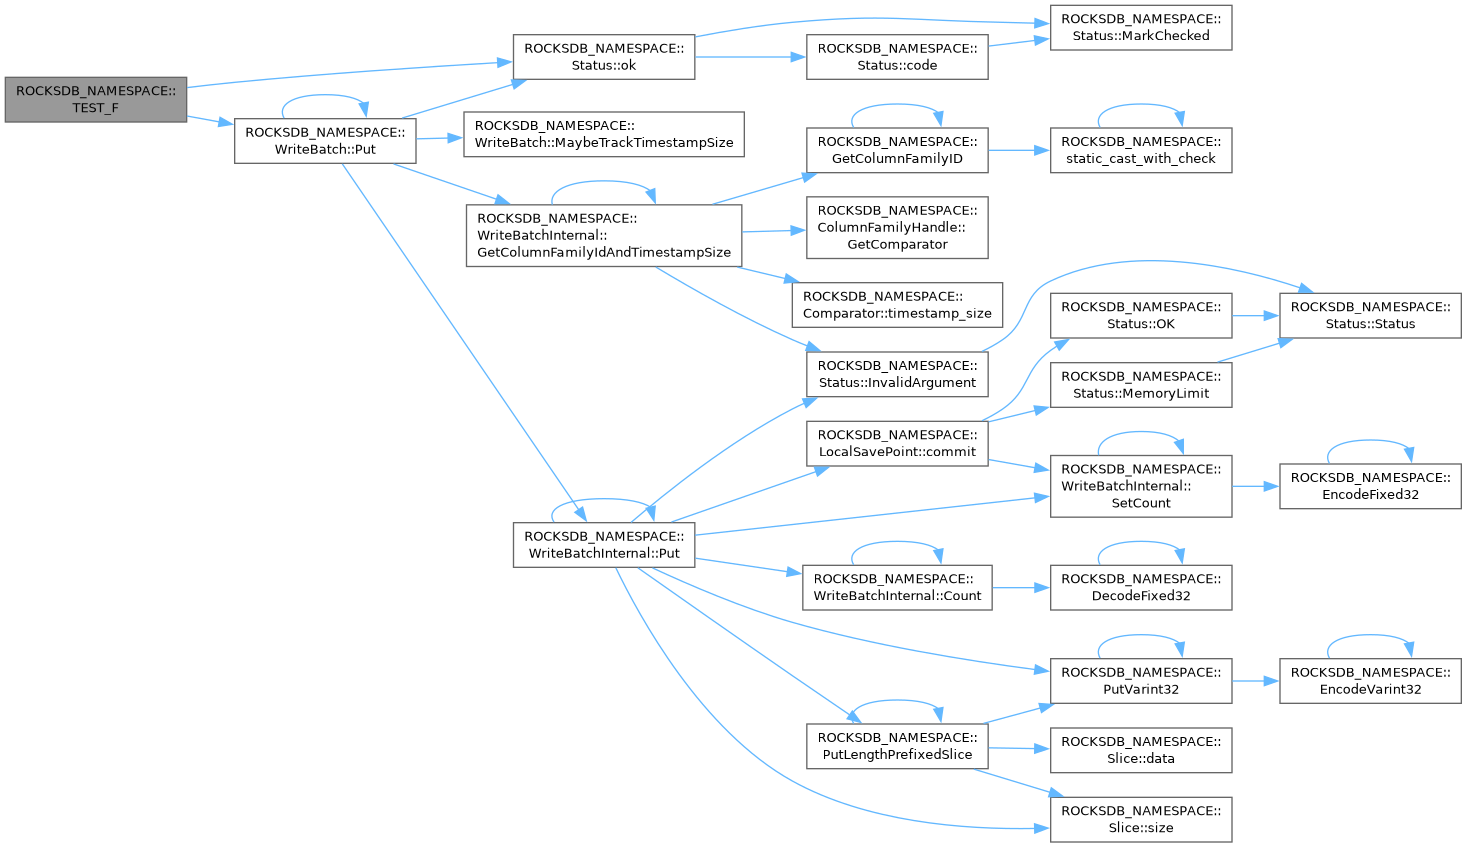 ROCKSDB_NAMESPACE::
TEST_F
ROCKSDB_NAMESPACE::
WriteBatch::Put
ROCKSDB_NAMESPACE::
Status::ok
ROCKSDB_NAMESPACE::
WriteBatch::MaybeTrackTimestampSize
ROCKSDB_NAMESPACE::
WriteBatchInternal::
GetColumnFamilyIdAndTimestampSize
ROCKSDB_NAMESPACE::
WriteBatchInternal::Put
ROCKSDB_NAMESPACE::
Status::code
ROCKSDB_NAMESPACE::
GetColumnFamilyID
ROCKSDB_NAMESPACE::
ColumnFamilyHandle::
GetComparator
ROCKSDB_NAMESPACE::
Comparator::timestamp_size
ROCKSDB_NAMESPACE::
Status::InvalidArgument
ROCKSDB_NAMESPACE::
LocalSavePoint::commit
ROCKSDB_NAMESPACE::
WriteBatchInternal::Count
ROCKSDB_NAMESPACE::
PutLengthPrefixedSlice
ROCKSDB_NAMESPACE::
Status::MarkChecked
ROCKSDB_NAMESPACE::
static_cast_with_check
ROCKSDB_NAMESPACE::
Status::OK
ROCKSDB_NAMESPACE::
Status::MemoryLimit
ROCKSDB_NAMESPACE::
WriteBatchInternal::
SetCount
ROCKSDB_NAMESPACE::
DecodeFixed32
ROCKSDB_NAMESPACE::
PutVarint32
ROCKSDB_NAMESPACE::
Slice::data
ROCKSDB_NAMESPACE::
Slice::size
ROCKSDB_NAMESPACE::
Status::Status
ROCKSDB_NAMESPACE::
EncodeFixed32
ROCKSDB_NAMESPACE::
EncodeVarint32